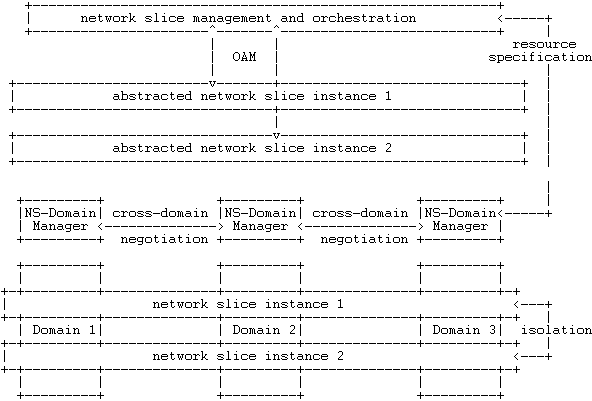 network slice management and orchestration
OAM
resource
specification
abstracted network slice instance 1
abstracted network slice instance 2
NS-Domain cross-domain NS-Domain cross-domain NS-Domain
Manager Manager Manager
negotiation negotiation
network slice instance 1
Domain 1 Domain 2 Domain 3 isolation
network slice instance 2